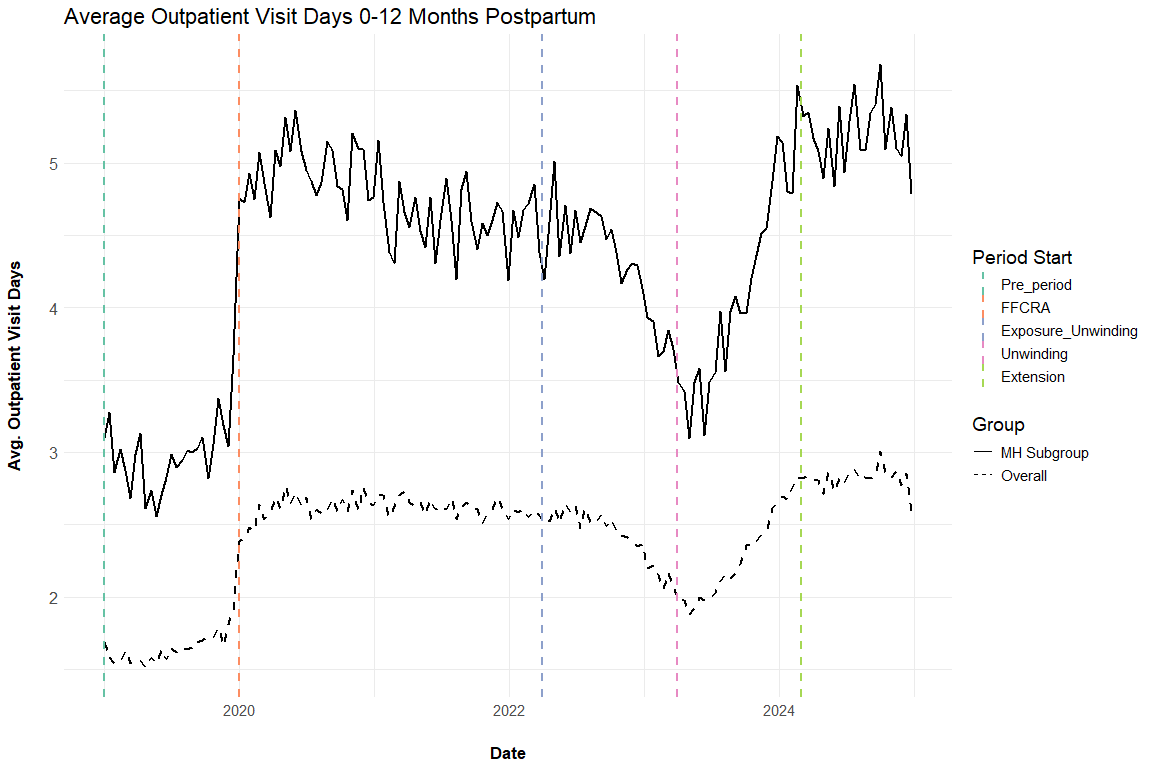 Average Outpatient Visit Days 0-12 Months Postpartum
Avg. Outpatient Visit Days
5
4
3
2
2020
2022
2024
Date
Period Start
Pre_period
FFCRA
Exposure_Unwinding
Unwinding
Extension
Group
MH Subgroup
Overall